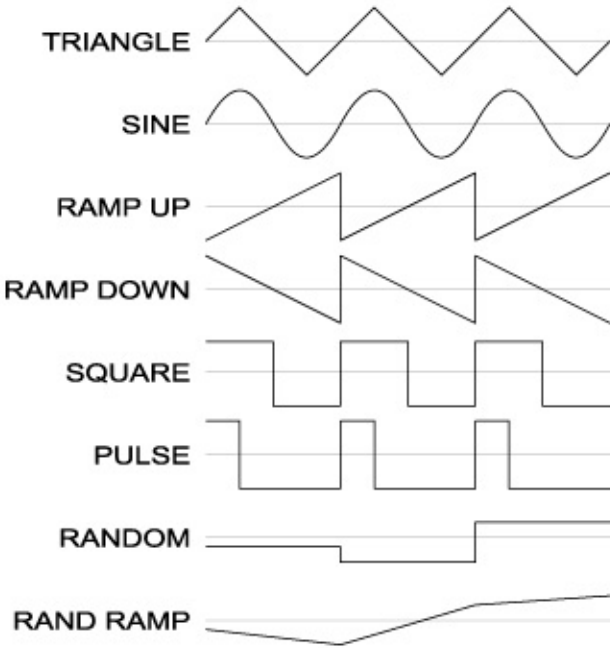 TRIANGLE
SINE
RAMP UP
RAMP DOWN
SQUARE
PULSE
RANDOM
RAND RAMP